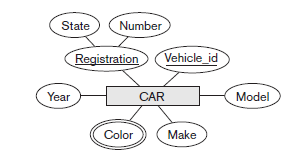 State Number
Registration Vehicle_id
Year CAR Model
Color Make